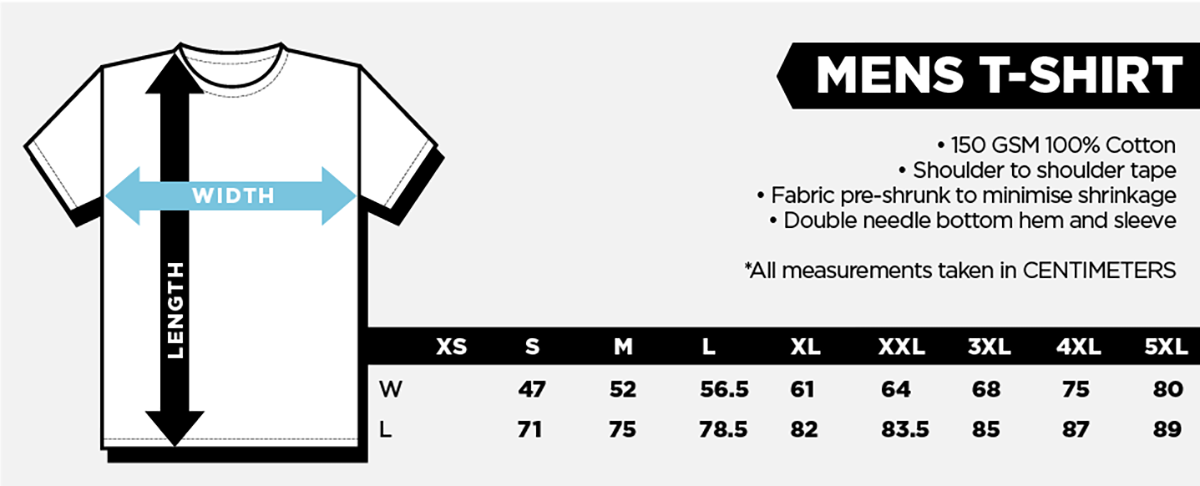 MENS T-SHIRT
• 150 GSM 100% Cotton
• Shoulder to shoulder tape
• Fabric pre-shrunk to minimise shrinkage
• Double needle bottom hem and sleeve
*All measurements taken in CENTIMETERS
WIDTH
LENGTH
XS S M L XL XXL 3XL 4XL 5XL
W 47 52 56.5 61 64 68 75 80
L 71 75 78.5 82 83.5 85 87 89